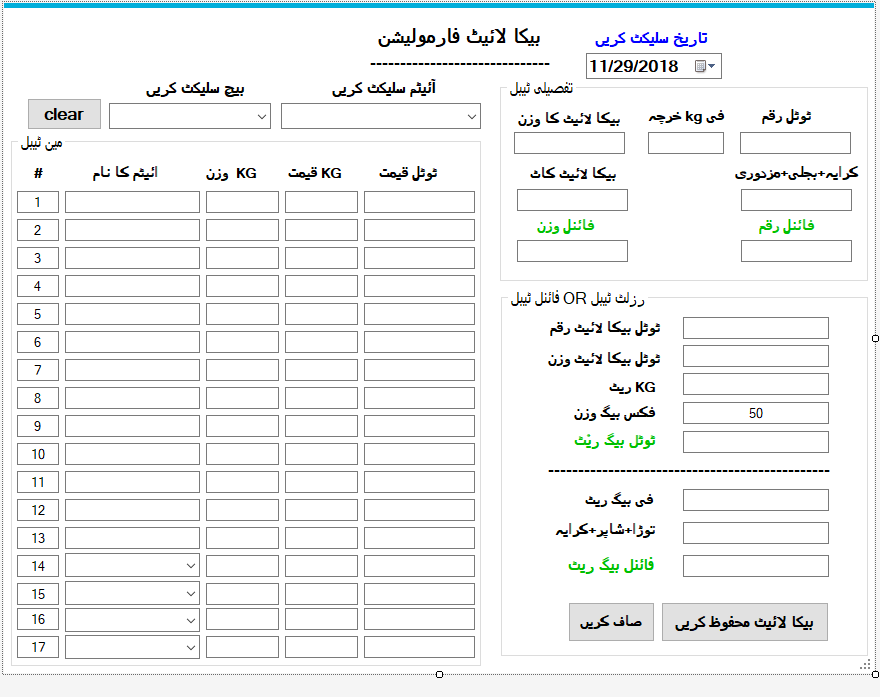 بیکا لائیٹ فارمولیشن
------------------------------
تاریخ سلیکٹ کریں
11/29/2018
آئیٹم سلیکٹ کریں
بیچ سلیکٹ کریں
clear
مین ٹیبل
# ائیٹم کا نام وزن KG قیمت KG ٹوٹل قیمت
1
2
3
4
5
6
7
8
9
10
11
12
13
14
15
16
17
تفصیلی ٹیبل
ٹوٹل رقم
فی kg خرچہ
بیکا لائیٹ کا وزن
کرایہ+بجلی+مزدوری
بیکا لائیٹ کاٹ
فائنل رقم
فائنل وزن
رزلٹ ٹیبل OR فائنل ٹیبل
ٹوٹل بیکا لائیٹ رقم
ٹوٹل بیکا لائیٹ وزن
KG ریٹ
فکس بیگ وزن
50
ٹوٹل بیگ ریٹ
-----------------------------------------------
فی بیگ ریٹ
توڑا+شاپر+کرایہ
فائنل بیگ ریٹ
بیکا لائیٹ محفوظ کریں
صاف کریں